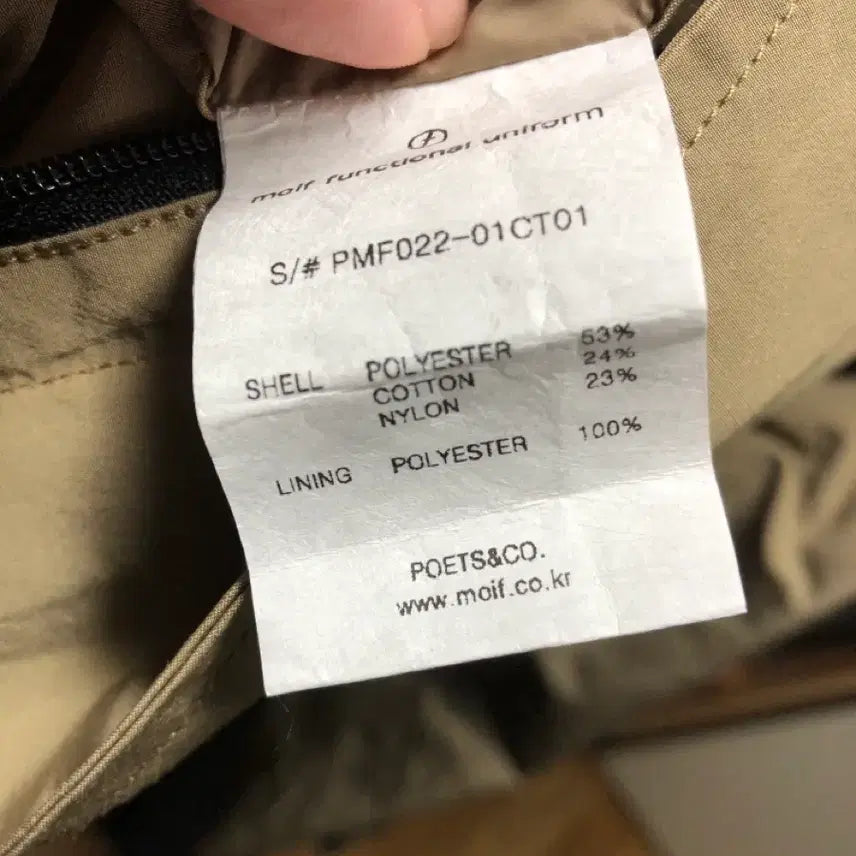 moif functional uniform
S/# PMF022-01CT01
SHELL POLYESTER 53%
COTTON 24%
NYLON 23%
LINING POLYESTER 100%
POETS&CO.
www.moif.co.kr